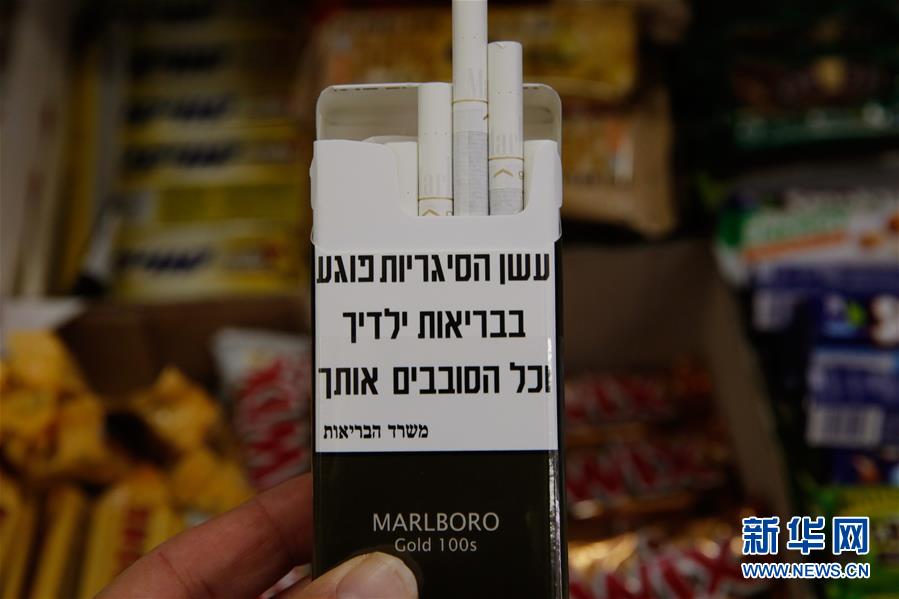 עשן הסיגריות פוגע
בבריאות ילדיך
וכל הסובבים אותך
משרד הבריאות
MARLBORO
Gold 100s
TWIX
新华网
WWW.NEWS.CN